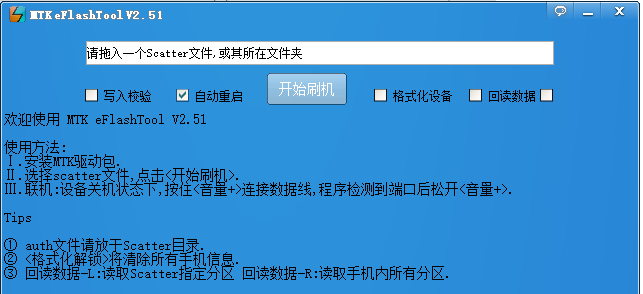 MTKeFlashTool V2.51
请拖入一个Scatter文件,或其所在文件夹
写入校验 自动重启 开始刷机 格式化设备 回读数据
欢迎使用 MTK eFlashTool V2.51
使用方法:
Ⅰ.安装MTK驱动包.
Ⅱ.选择scatter文件,点击<开始刷机>.
Ⅲ.联机:设备关机状态下,按住<音量+>连接数据线,程序检测到端口后松开<音量+>.
Tips
① auth文件请放于Scatter目录.
② <格式化解锁>将清除所有手机信息.
③ 回读数据-L:读取Scatter指定分区 回读数据-R:读取手机内所有分区.